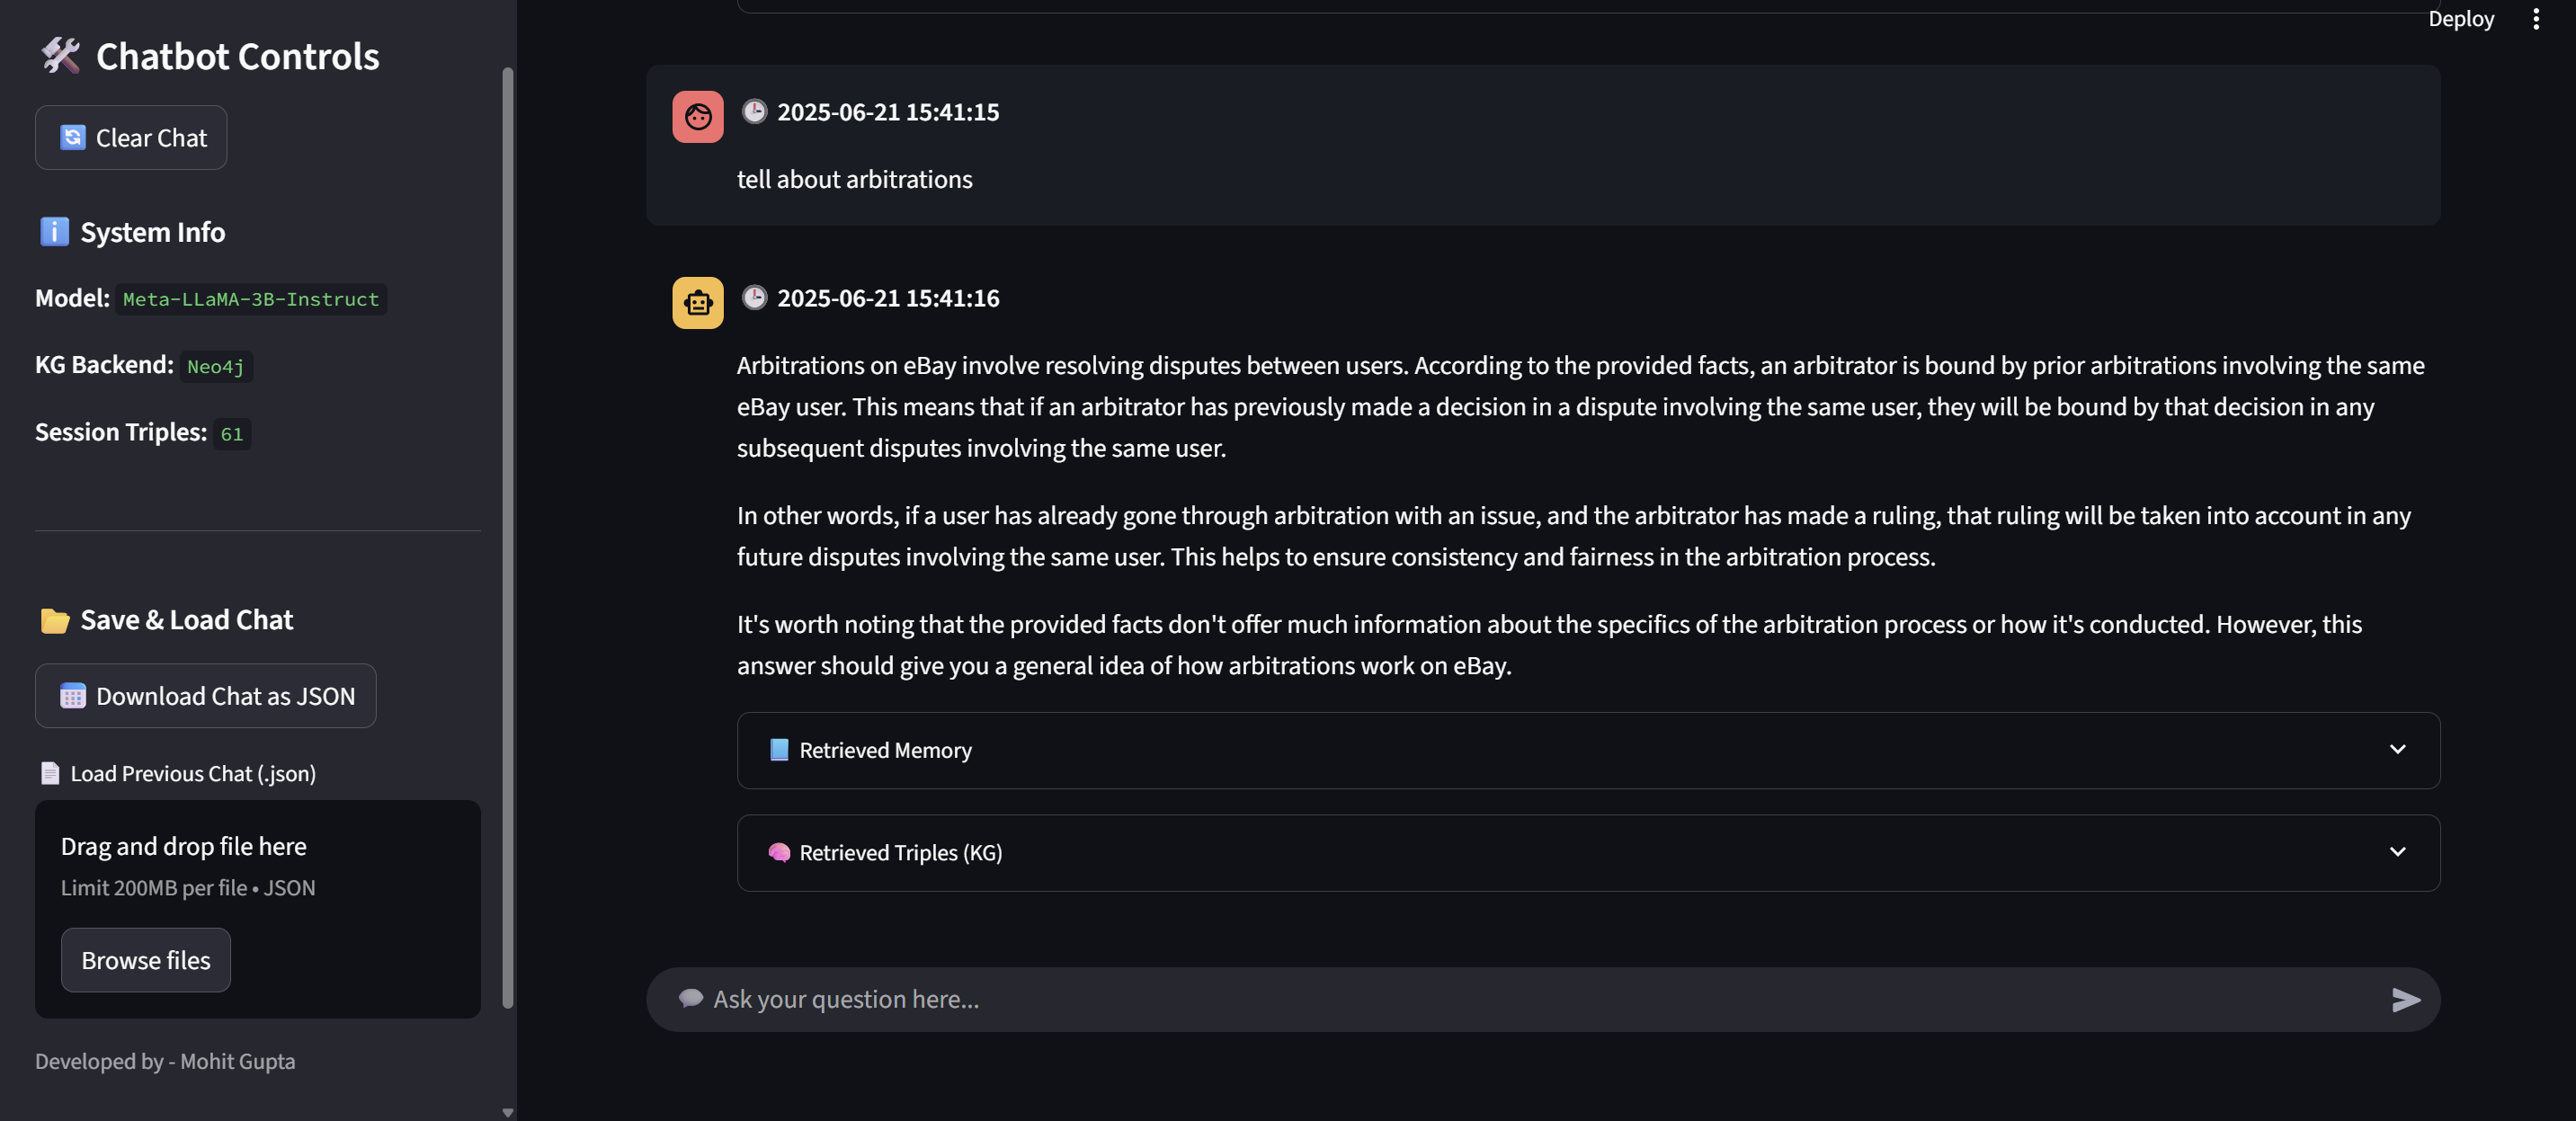 Chatbot Controls
Clear Chat
System Info
Model: Meta-LLaMA-3B-Instruct
KG Backend: Neo4j
Session Triples: 61
Save & Load Chat
Download Chat as JSON
Load Previous Chat (.json)
Drag and drop file here
Limit 200MB per file • JSON
Browse files
Developed by - Mohit Gupta
Deploy
2025-06-21 15:41:15
tell about arbitrations
2025-06-21 15:41:16
Arbitrations on eBay involve resolving disputes between users. According to the provided facts, an arbitrator is bound by prior arbitrations involving the same
eBay user. This means that if an arbitrator has previously made a decision in a dispute involving the same user, they will be bound by that decision in any
subsequent disputes involving the same user.
In other words, if a user has already gone through arbitration with an issue, and the arbitrator has made a ruling, that ruling will be taken into account in any
future disputes involving the same user. This helps to ensure consistency and fairness in the arbitration process.
It's worth noting that the provided facts don't offer much information about the specifics of the arbitration process or how it's conducted. However, this
answer should give you a general idea of how arbitrations work on eBay.
Retrieved Memory
Retrieved Triples (KG)
Ask your question here...